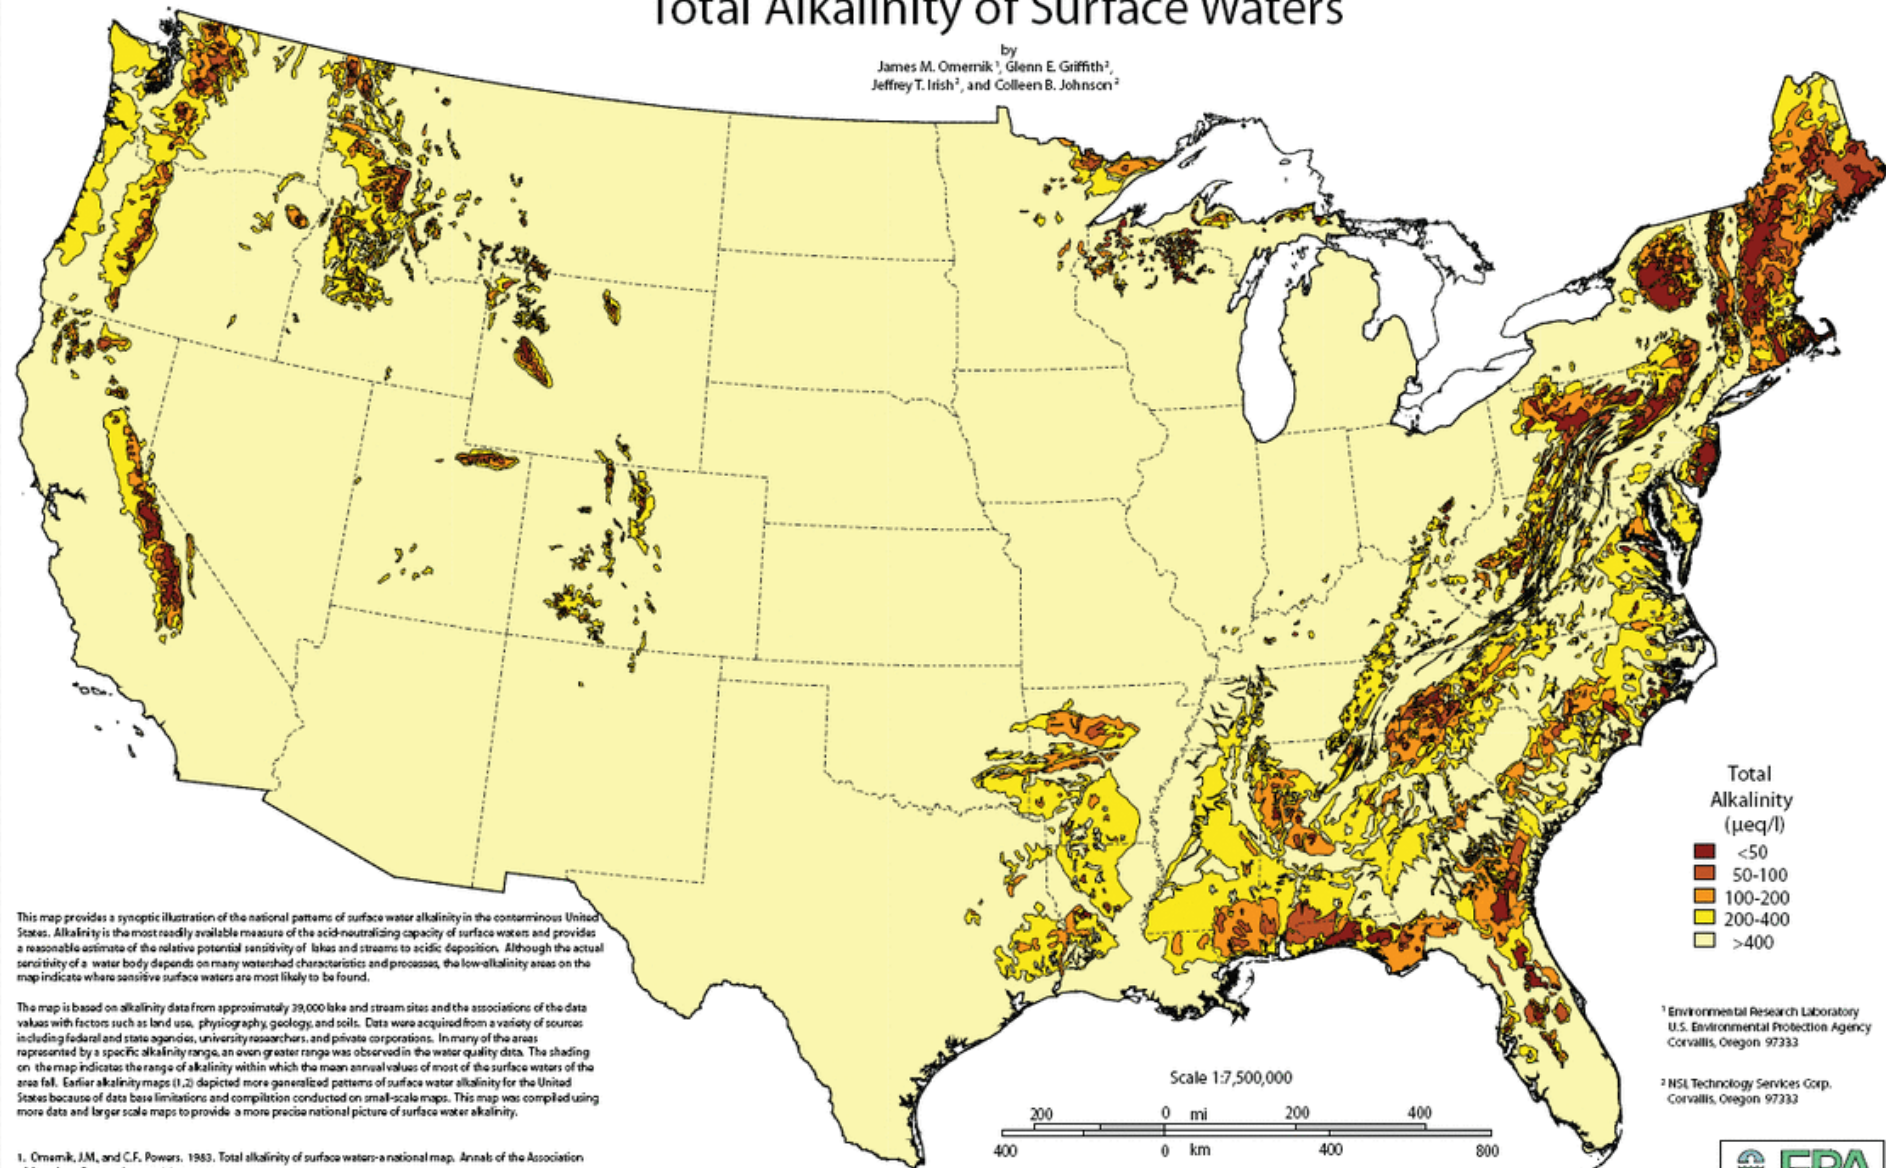 Total Alkalinity of Surface Waters
by
James M. Omernik¹, Glenn E. Griffith²,
Jeffrey T. Irish², and Colleen B. Johnson²
Total
Alkalinity
(µeq/l)
<50
50-100
100-200
200-400
>400
This map provides a synoptic illustration of the national patterns of surface water alkalinity in the conterminous United
States. Alkalinity is the most readily available measure of the acid-neutralizing capacity of surface waters and provides
a reasonable estimate of the relative potential sensitivity of lakes and streams to acidic deposition. Although the actual
sensitivity of a water body depends on many watershed characteristics and processes, the low-alkalinity areas on the
map indicate where sensitive surface waters are most likely to be found.
The map is based on alkalinity data from approximately 39,000 lake and stream sites and the associations of the data
values with factors such as land use, physiography, geology, and soils. Data were acquired from a variety of sources
including federal and state agencies, university researchers, and private corporations. In many of the areas
represented by a specific alkalinity range, an even greater range was observed in the water quality data. The shading
on the map indicates the range of alkalinity within which the mean annual values of most of the surface waters of the
area fall. Earlier alkalinity maps (1,2) depicted more generalized patterns of surface water alkalinity for the United
States because of data base limitations and compilation conducted on small-scale maps. This map was compiled using
more data and larger scale maps to provide a more precise national picture of surface water alkalinity.
1. Omernik, J.M., and C.F. Powers. 1983. Total alkalinity of surface waters-a national map. Annals of the Association
¹ Environmental Research Laboratory
U.S. Environmental Protection Agency
Corvallis, Oregon 97333
² NSI Technology Services Corp.
Corvallis, Oregon 97333
Scale 1:7,500,000
200 0 mi 200 400
400 0 km 400 800
EPA